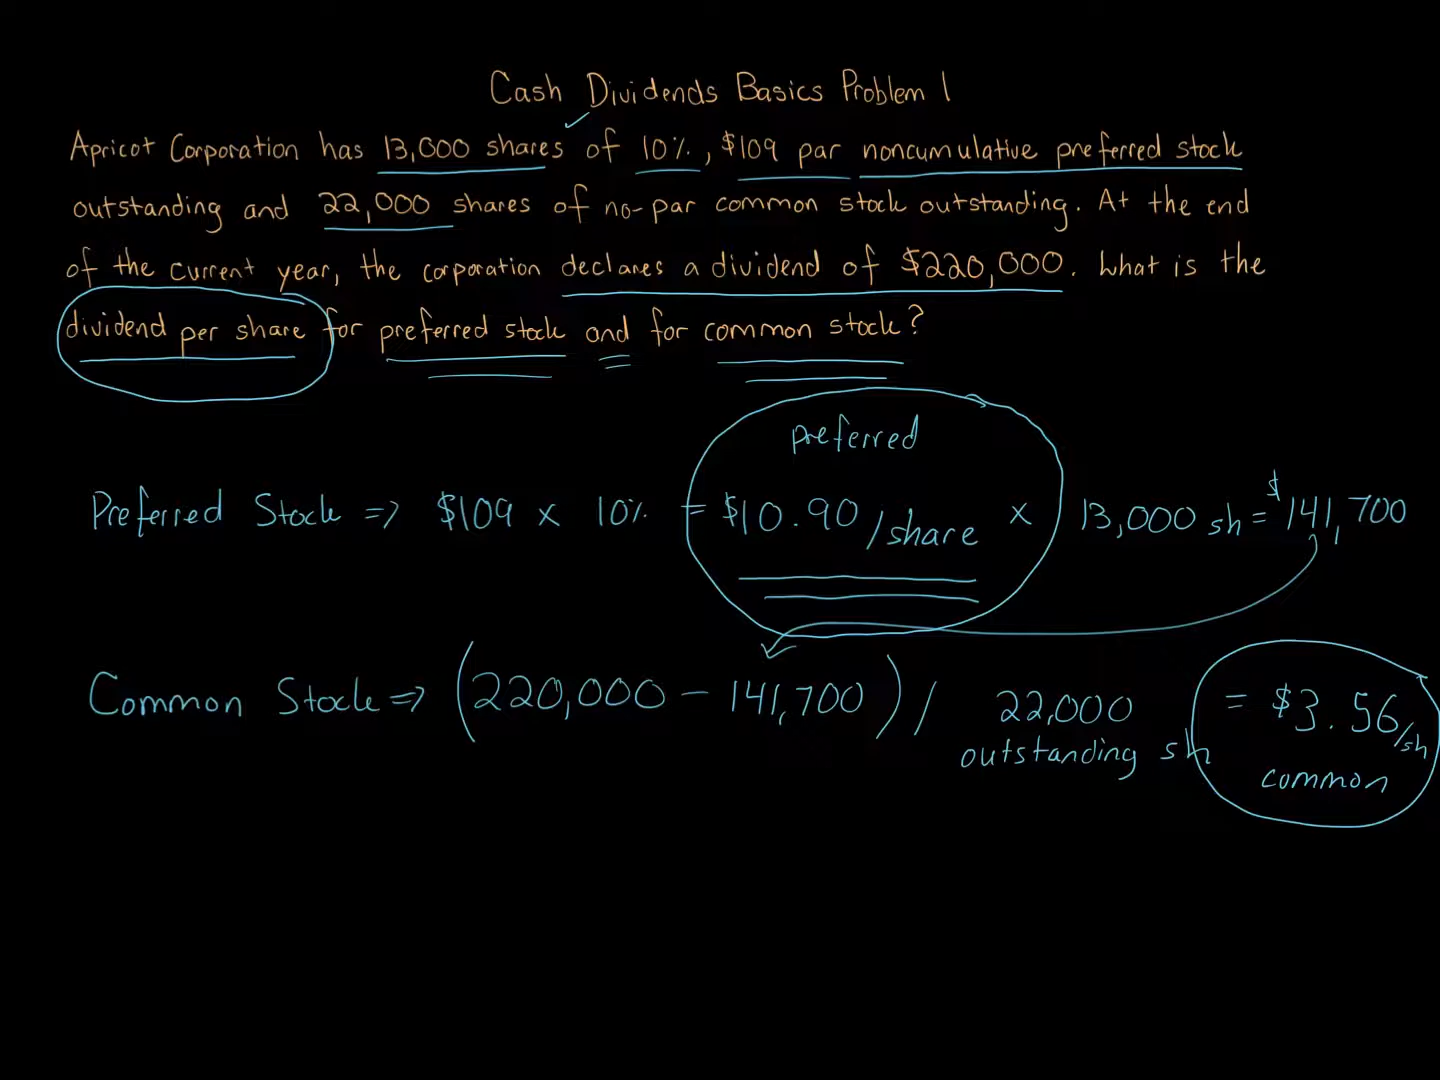 Cash Dividends Basics Problem 1
Apricot Corporation has 13,000 shares of 10%, $109 par noncumulative preferred stock
outstanding and 22,000 shares of no-par common stock outstanding. At the end
of the current year, the corporation declares a dividend of $220,000. What is the
dividend per share for preferred stock and for common stock?
preferred
Preferred Stock => $109 x 10% = $10.90/share x 13,000 sh = $141,700
Common Stock => (220,000 - 141,700) / 22,000 = $3.56/sh
outstanding sh common